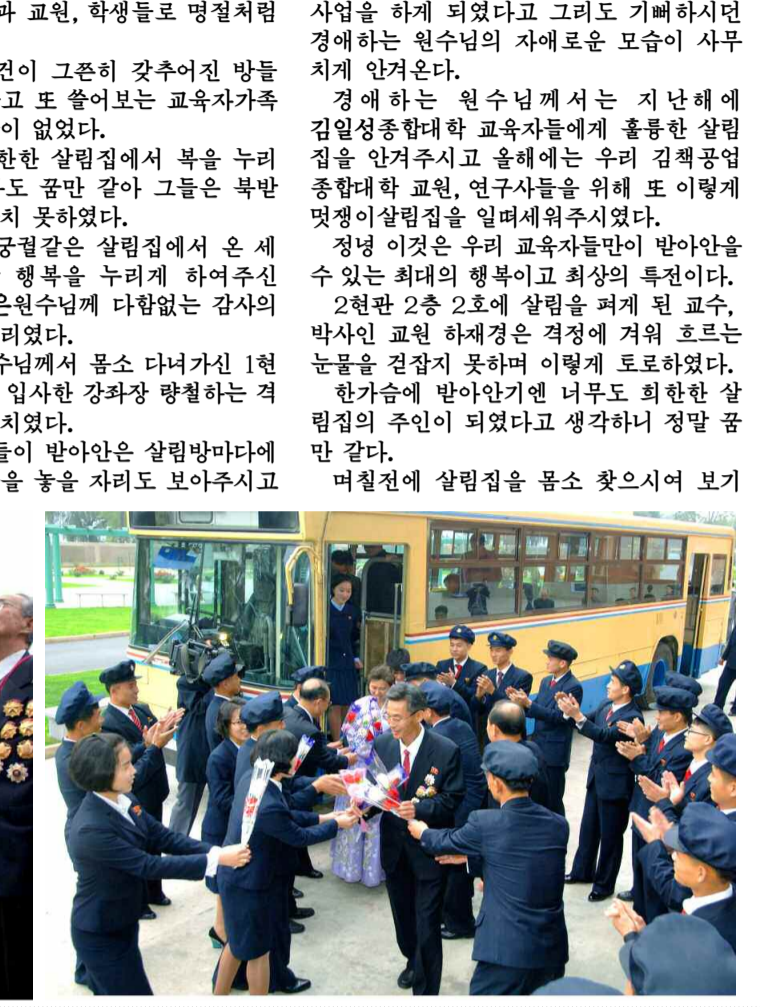 과 교원, 학생들로 명절처럼
건이 그쯘히 갖추어진 방들
고 또 쓸어보는 교육자가족
이 없었다.
한한 살림집에서 복을 누리
도 꿈만 같아 그들은 북받
치 못하였다.
궁궐같은 살림집에서 온 세
행복을 누리게 하여주신
은원수님께 다함없는 감사의
리였다.
수님께서 몸소 다녀가신 1현
입사한 강좌장 량철하는 격
치였다.
들이 받아안은 살림방마다에
을 놓을 자리도 보아주시고
사업을 하게 되였다고 그리도 기뻐하시던
경애하는 원수님의 자애로운 모습이 사무
치게 안겨온다.
경애하는 원수님께서는 지난해에
김일성종합대학 교육자들에게 훌륭한 살림
집을 안겨주시고 올해에는 우리 김책공업
종합대학 교원, 연구사들을 위해 또 이렇게
멋쟁이살림집을 일떠세워주시였다.
정녕 이것은 우리 교육자들만이 받아안을
수 있는 최대의 행복이고 최상의 특전이다.
2현관 2층 2호에 살림을 펴게 된 교수,
박사인 교원 하재경은 격정에 겨워 흐르는
눈물을 걷잡지 못하며 이렇게 토로하였다.
한가슴에 받아안기엔 너무도 희한한 살
림집의 주인이 되였다고 생각하니 정말 꿈
만 같다.
며칠전에 살림집을 몸소 찾으시여 보기